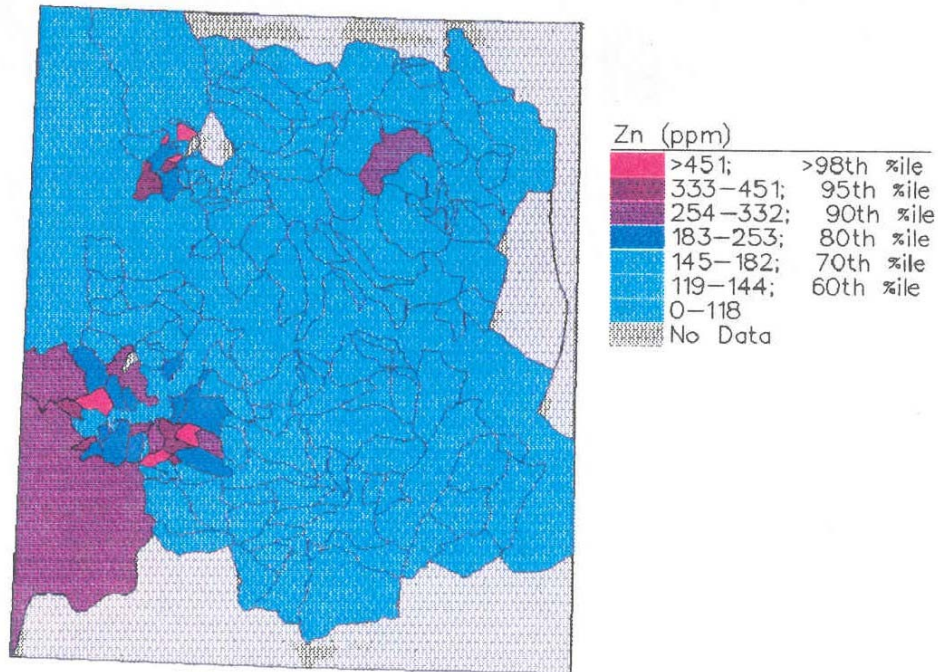 Zn (ppm)
>451; >98th %ile
333–451; 95th %ile
254–332; 90th %ile
183–253; 80th %ile
145–182; 70th %ile
119–144; 60th %ile
0–118
No Data